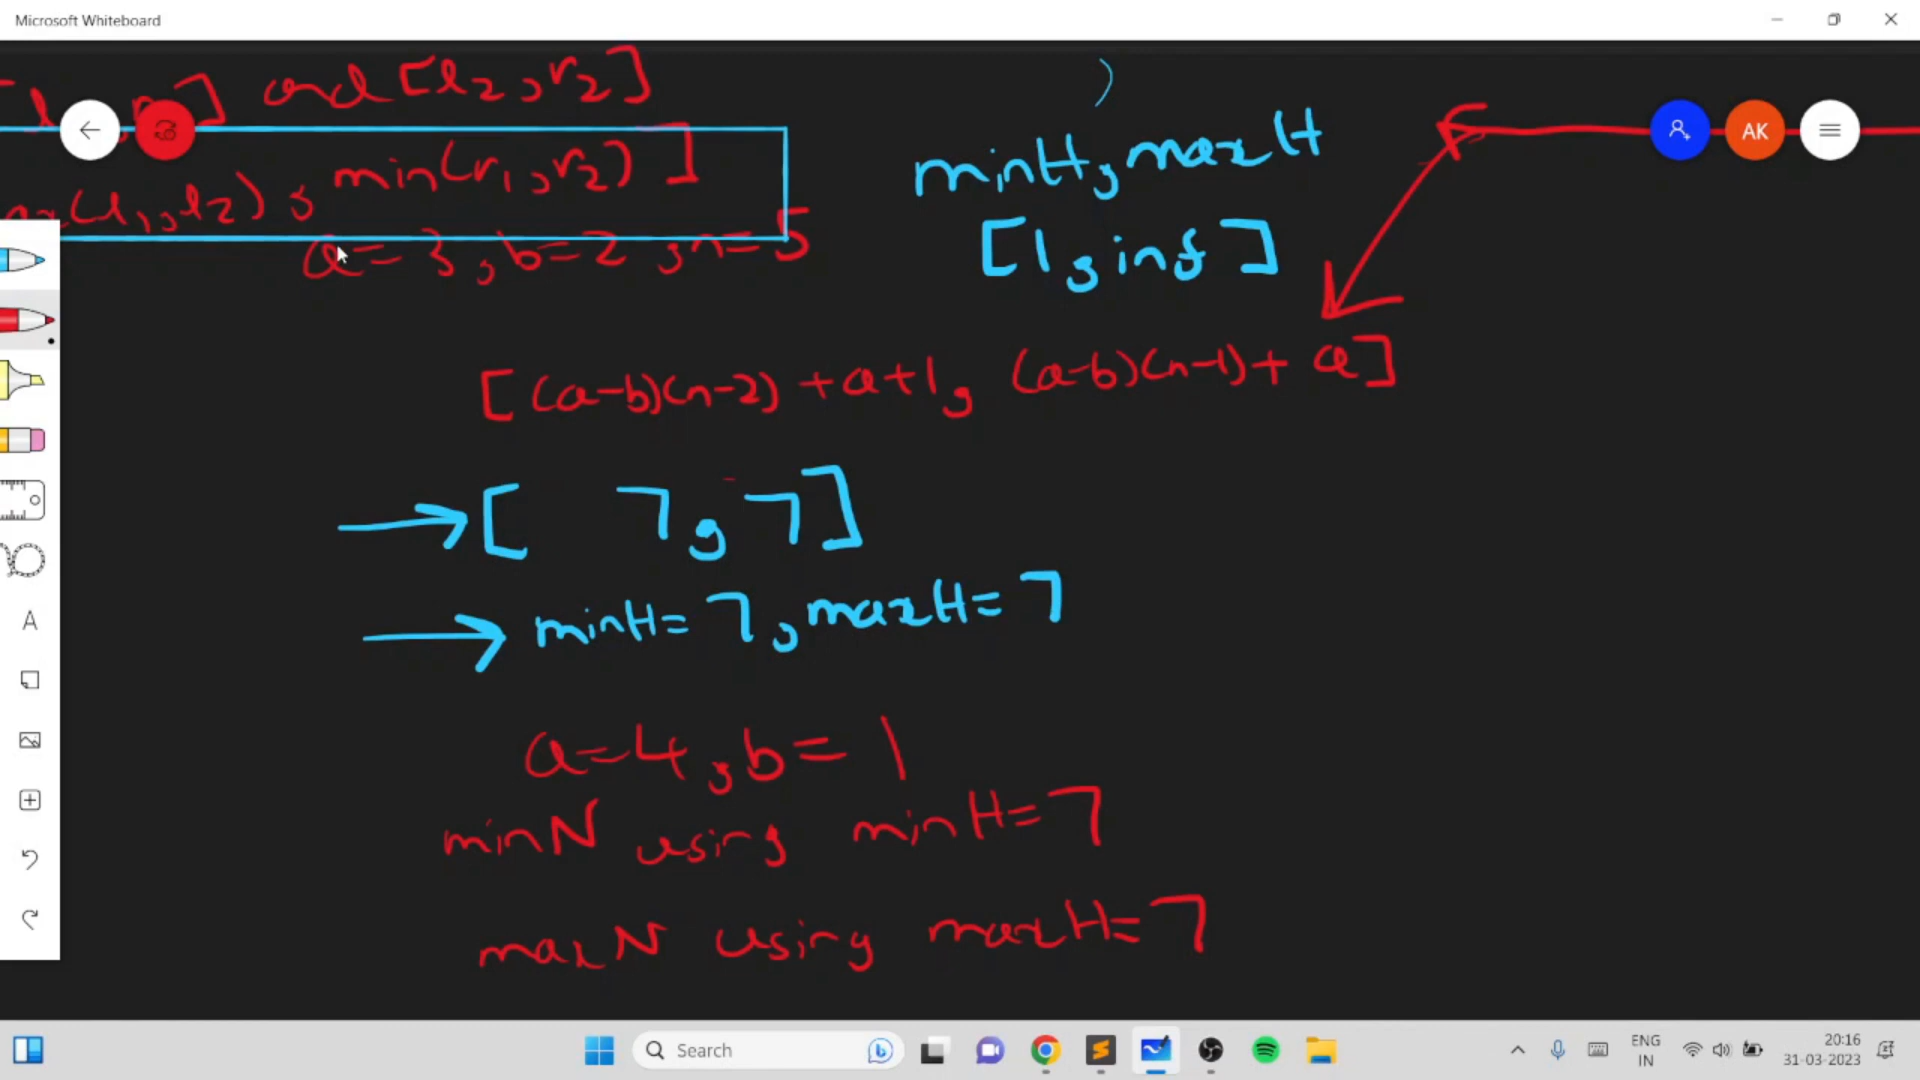 Microsoft Whiteboard
] and [l2, r2]
(l1, l2), min(r1, r2) ]
a = 3, b = 2, n = 5
minH, maxH
[1, inf]
AK
[(a-b)(n-2) + a+1, (a-b)(n-1) + a]
[ 7, 7]
minH = 7, maxH = 7
a = 4, b = 1
minN using minH = 7
maxN using maxH = 7
A
Search
ENG
IN
20:16
31-03-2023